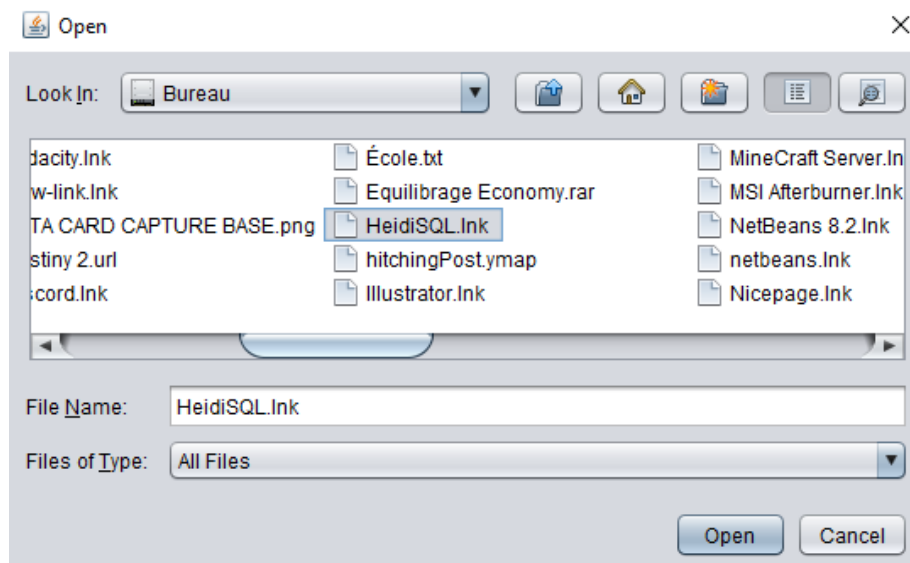 Open
Look In: Bureau
dacity.lnk
w-link.lnk
TA CARD CAPTURE BASE.png
stiny 2.url
cord.lnk
École.txt
Equilibrage Economy.rar
HeidiSQL.lnk
hitchingPost.ymap
Illustrator.lnk
MineCraft Server.ln
MSI Afterburner.lnk
NetBeans 8.2.lnk
netbeans.lnk
Nicepage.lnk
File Name: HeidiSQL.lnk
Files of Type: All Files
Open Cancel